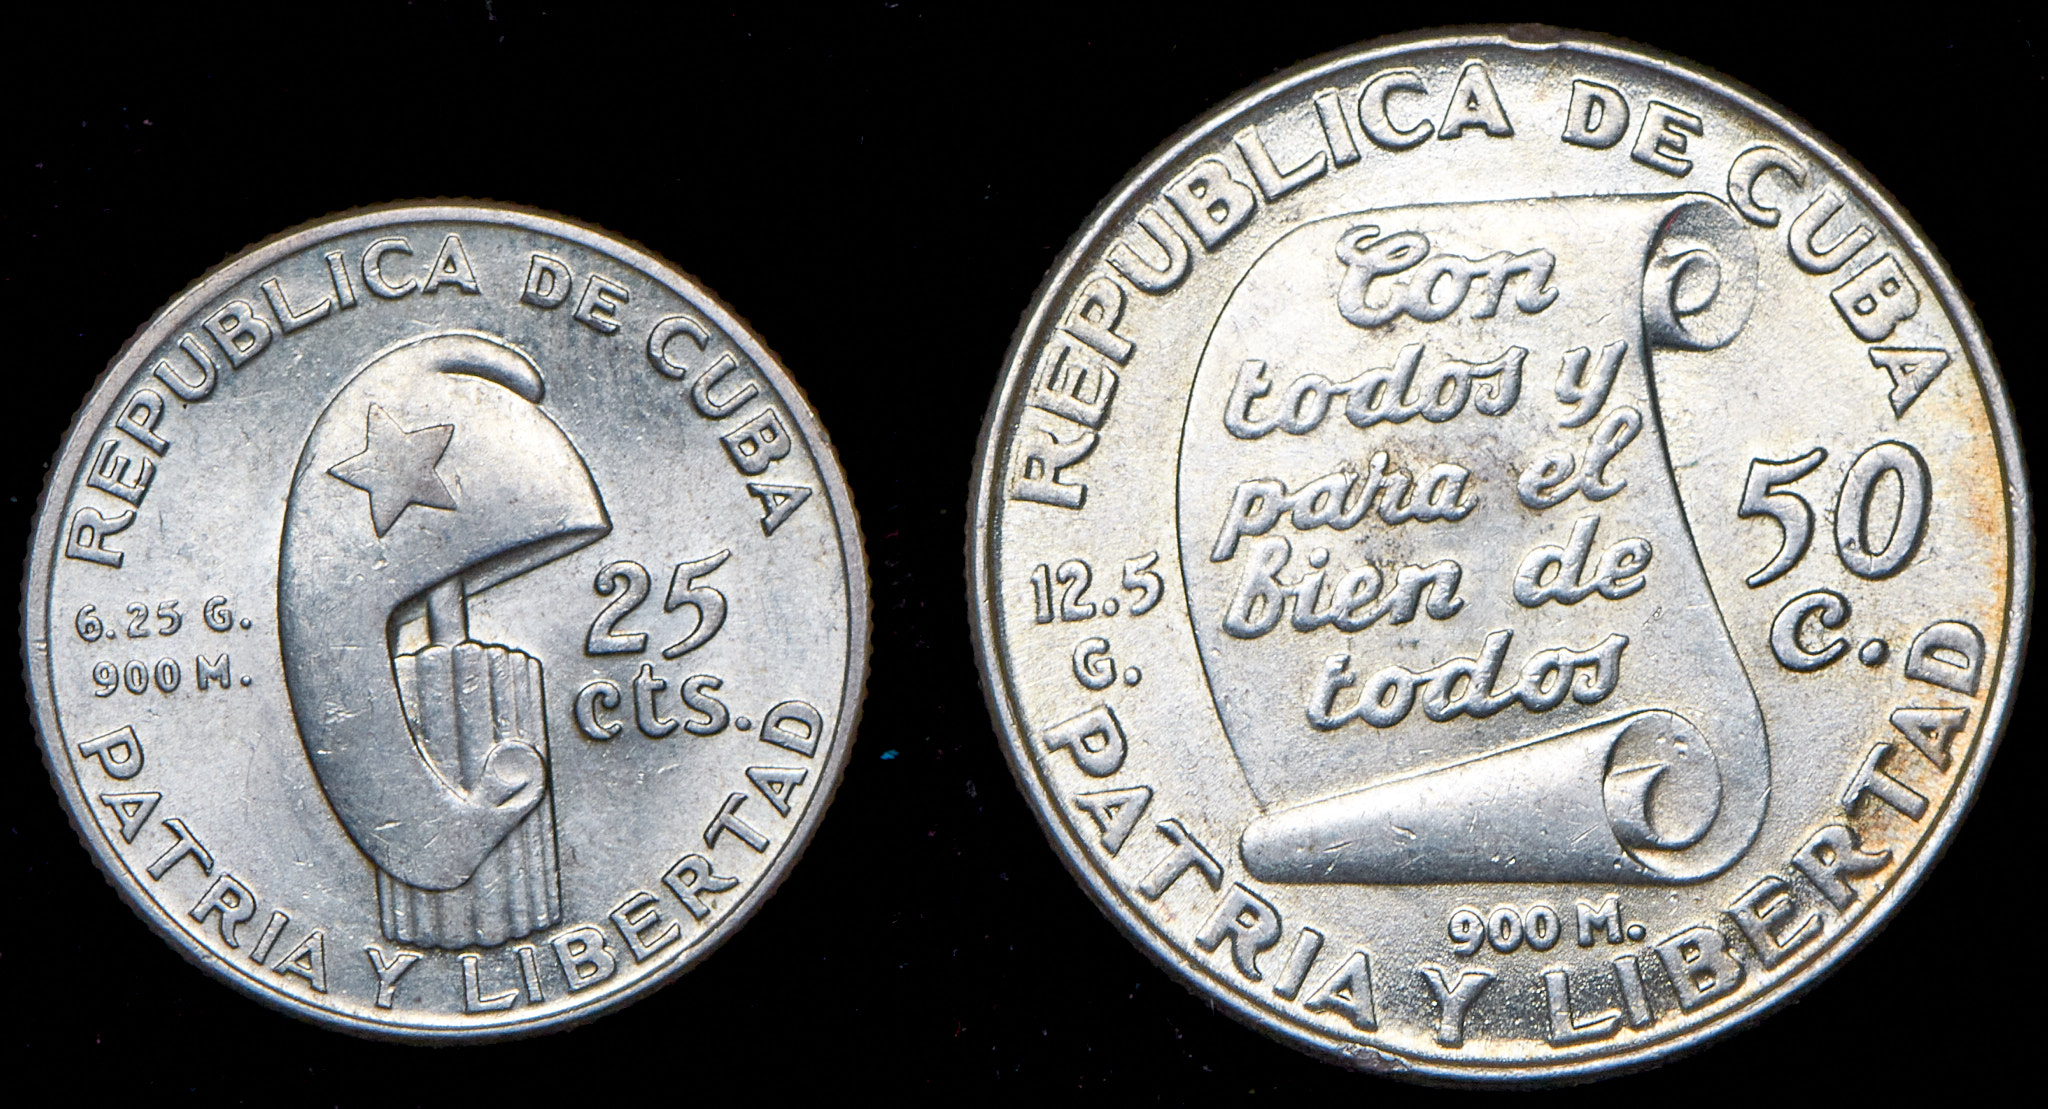 REPUBLICA DE CUBA
6.25 G.
900 M.
25
cts.
PATRIA Y LIBERTAD
REPUBLICA DE CUBA
Con
todos y
para el
bien de
todos
12.5
G.
50
C.
900 M.
PATRIA Y LIBERTAD